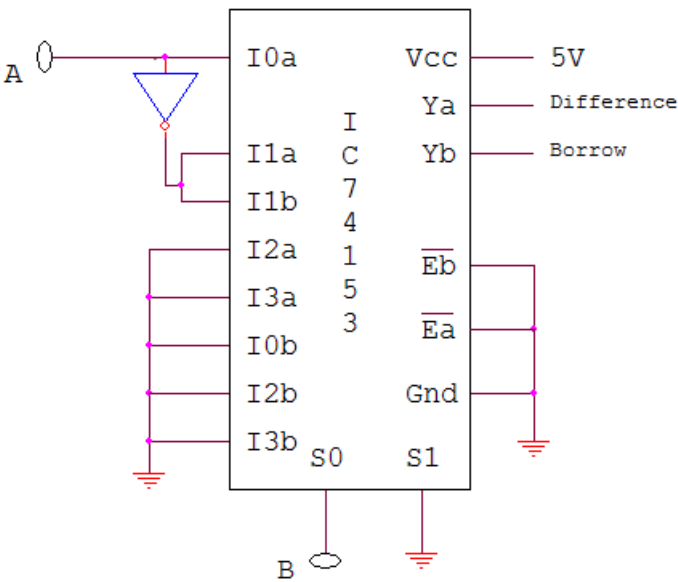 A
I0a
I1a
I1b
I2a
I3a
I0b
I2b
I3b
I
C
7
4
1
5
3
Vcc
5V
Ya
Difference
Yb
Borrow
Eb
Ea
Gnd
S0
S1
B